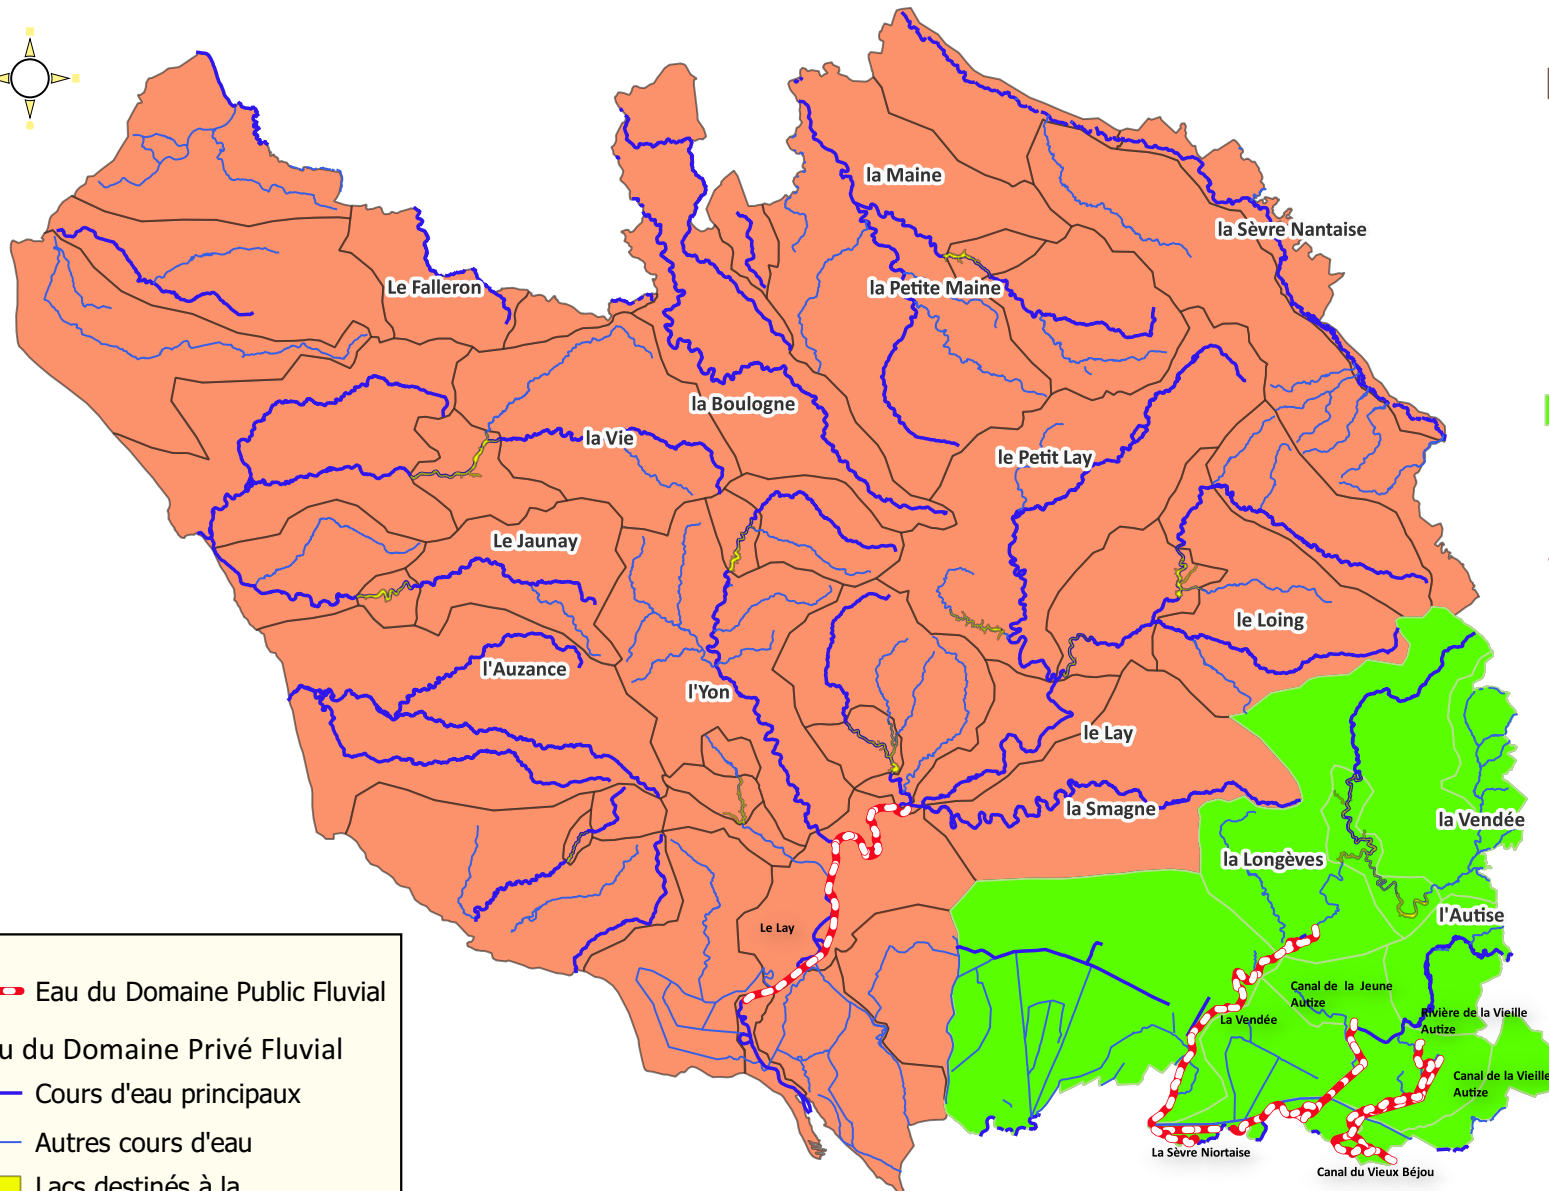 la Maine
la Sèvre Nantaise
Le Falleron
la Petite Maine
la Boulogne
la Vie
le Petit Lay
Le Jaunay
le Loing
l'Auzance
l'Yon
le Lay
la Smagne
la Vendée
la Longèves
l'Autise
Le Lay
Canal de la Jeune
Autize
La Vendée
Rivière de la Vieille
Autize
Canal de la Vieille
Autize
La Sèvre Niortaise
Canal du Vieux Béjou
Eau du Domaine Public Fluvial
u du Domaine Privé Fluvial
Cours d'eau principaux
Autres cours d'eau
Lacs destinés à la